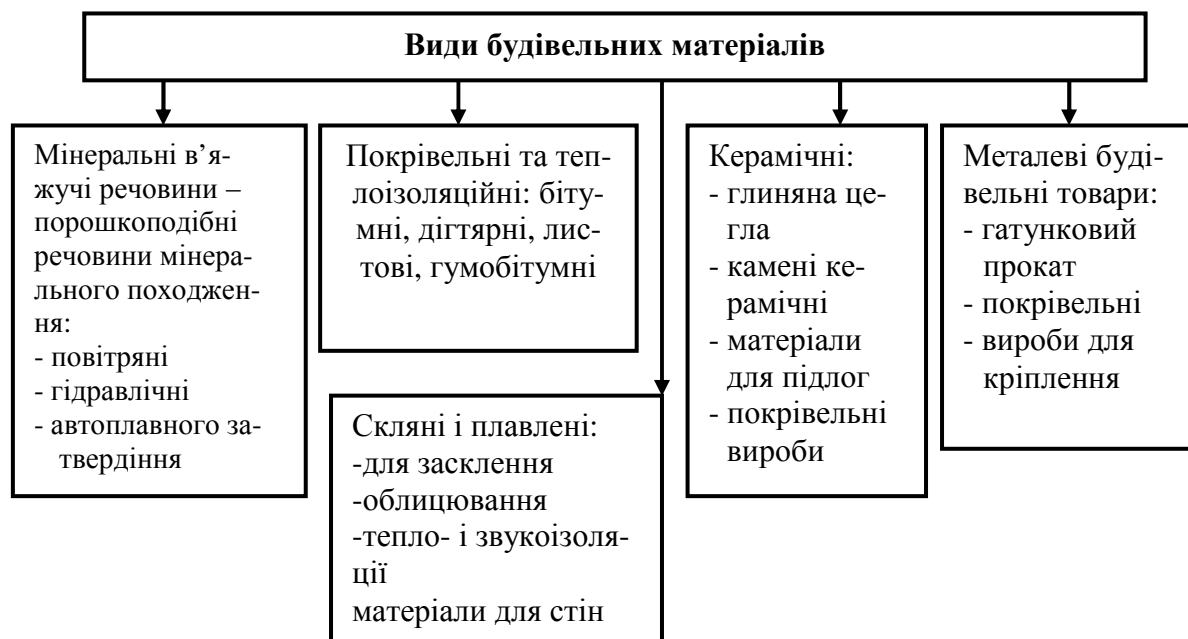 Види будівельних матеріалів
Мінеральні в’я-
жучі речовини –
порошкоподібні
речовини мінера-
льного походжен-
ня:
- повітряні
- гідравлічні
- автоплавного за-
твердіння
Покрівельні та теп-
лоізоляційні: біту-
мні, дігтярні, лис-
тові, гумобітумні
Скляні і плавлені:
-для засклення
-облицювання
-тепло- і звукоізоля-
ції
матеріали для стін
Керамічні:
- глиняна це-
гла
- камені ке-
рамічні
- матеріали
для підлог
- покрівельні
вироби
Металеві буді-
вельні товари:
- гатунковий
прокат
- покрівельні
- вироби для
кріплення